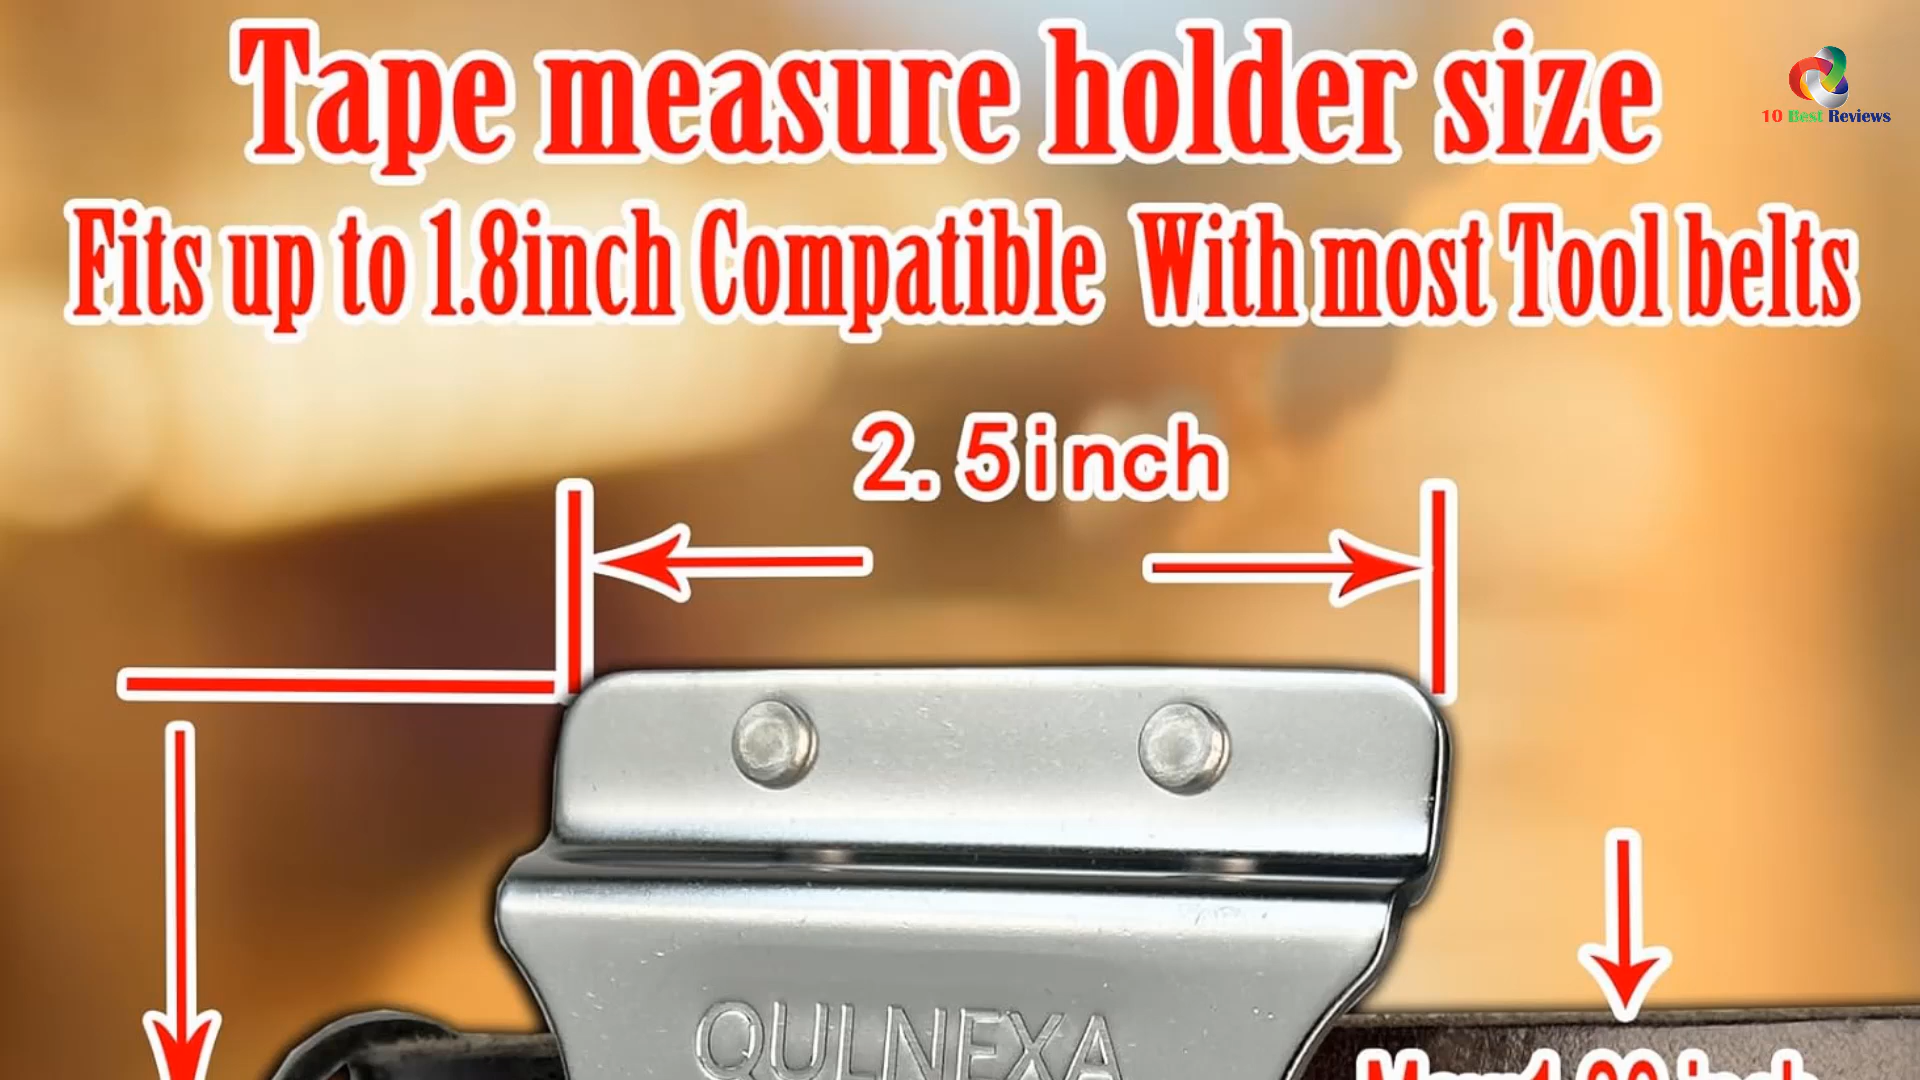 Tape measure holder size
10 Best Reviews
Fits up to 1.8inch Compatible With most Tool belts
2.5inch
QULNEXA